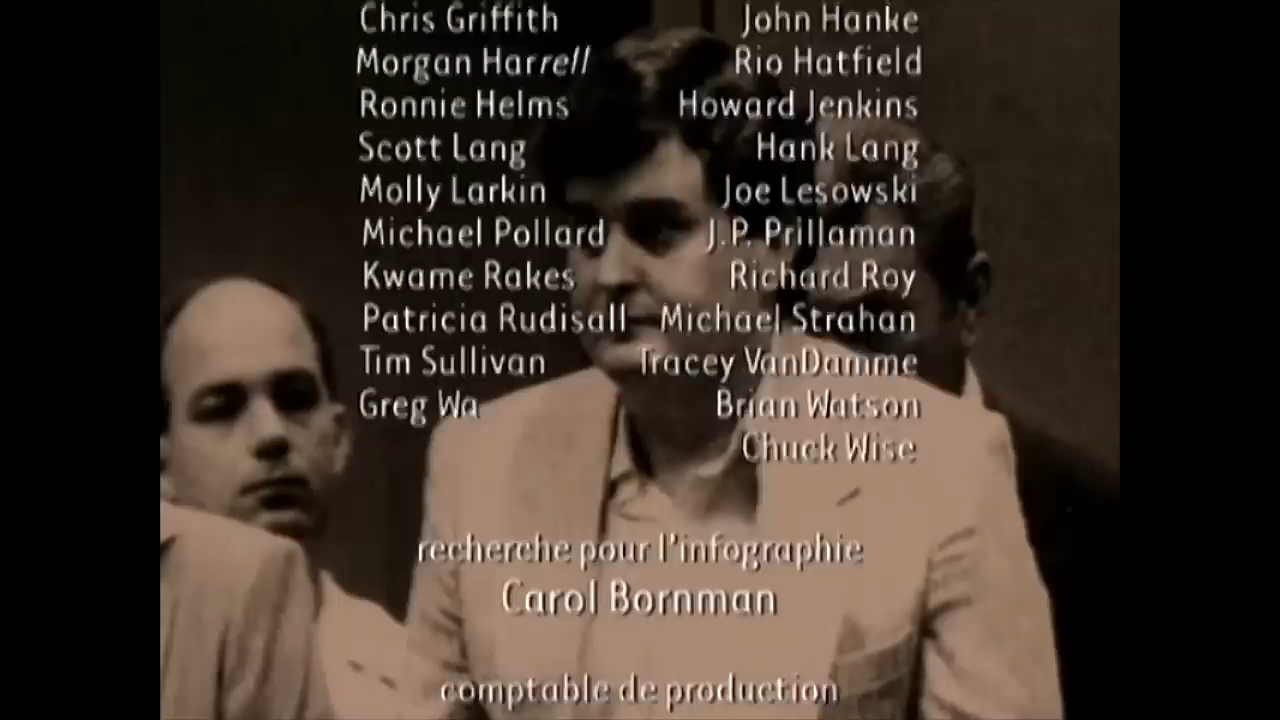 Chris Griffith John Hanke
Morgan Harrell Rio Hatfield
Ronnie Helms Howard Jenkins
Scott Lang Hank Lang
Molly Larkin Joe Lesowski
Michael Pollard J.P. Prillaman
Kwame Rakes Richard Roy
Patricia Rudisall Michael Strahan
Tim Sullivan Tracey VanDamme
Greg Wa Brian Watson
Chuck Wise
recherche pour l'infographie
Carol Bornman
comptable de production